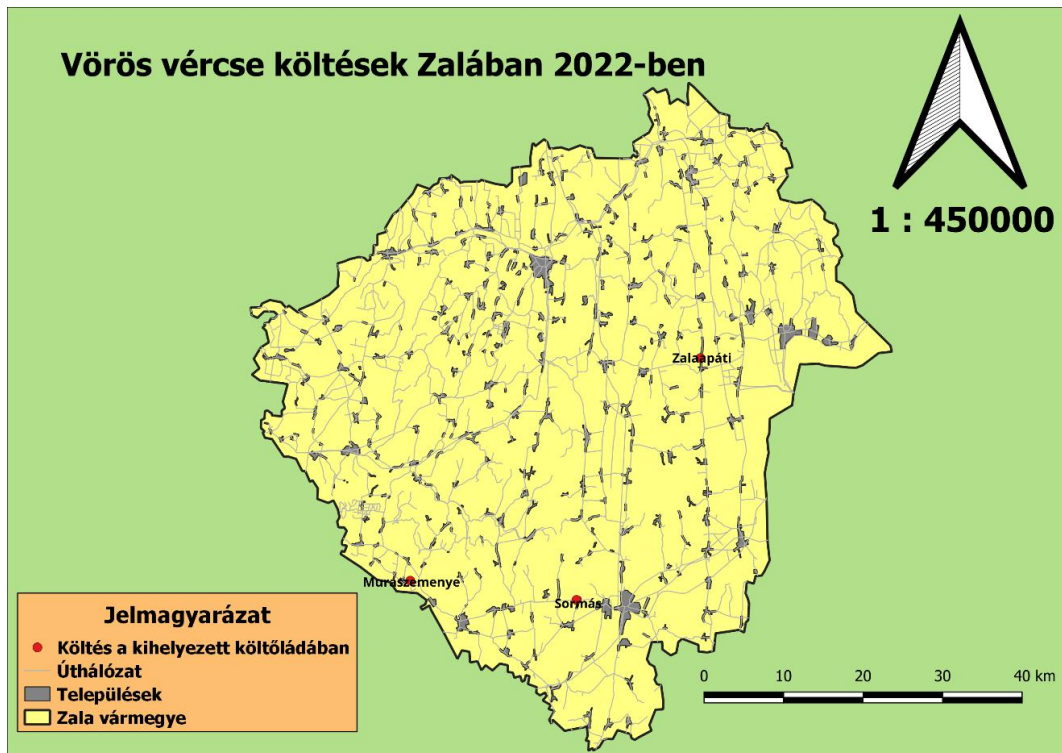 Vörös vércse költések Zalában 2022-ben
1 : 450000
Zalaapáti
Muraszemenye
Sormás
Jelmagyarázat
Költés a kihelyezett költőládában
Úthálózat
Települések
Zala vármegye
0 10 20 30 40 km